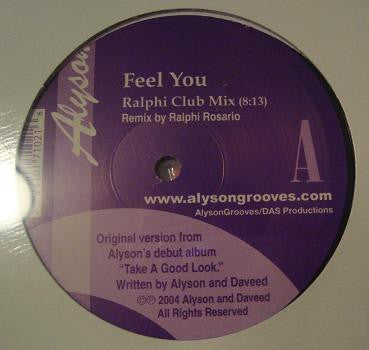 Alyson
Feel You
Ralphi Club Mix (8:13)
Remix by Ralphi Rosario
A
www.alysongrooves.com
AlysonGrooves/DAS Productions
Original version from
Alyson's debut album
"Take A Good Look."
Written by Alyson and Daveed
©℗ 2004 Alyson and Daveed
All Rights Reserved